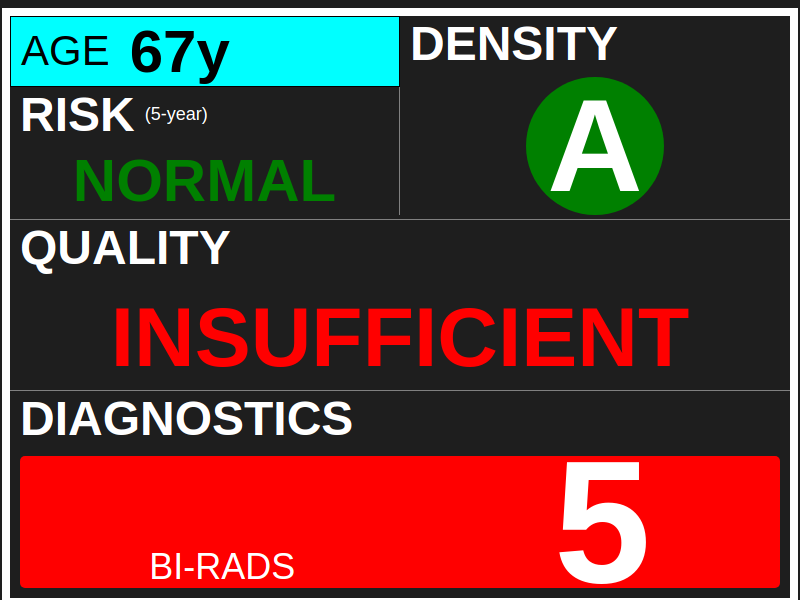 AGE 67y
DENSITY
A
RISK (5-year)
NORMAL
QUALITY
INSUFFICIENT
DIAGNOSTICS
BI-RADS 5